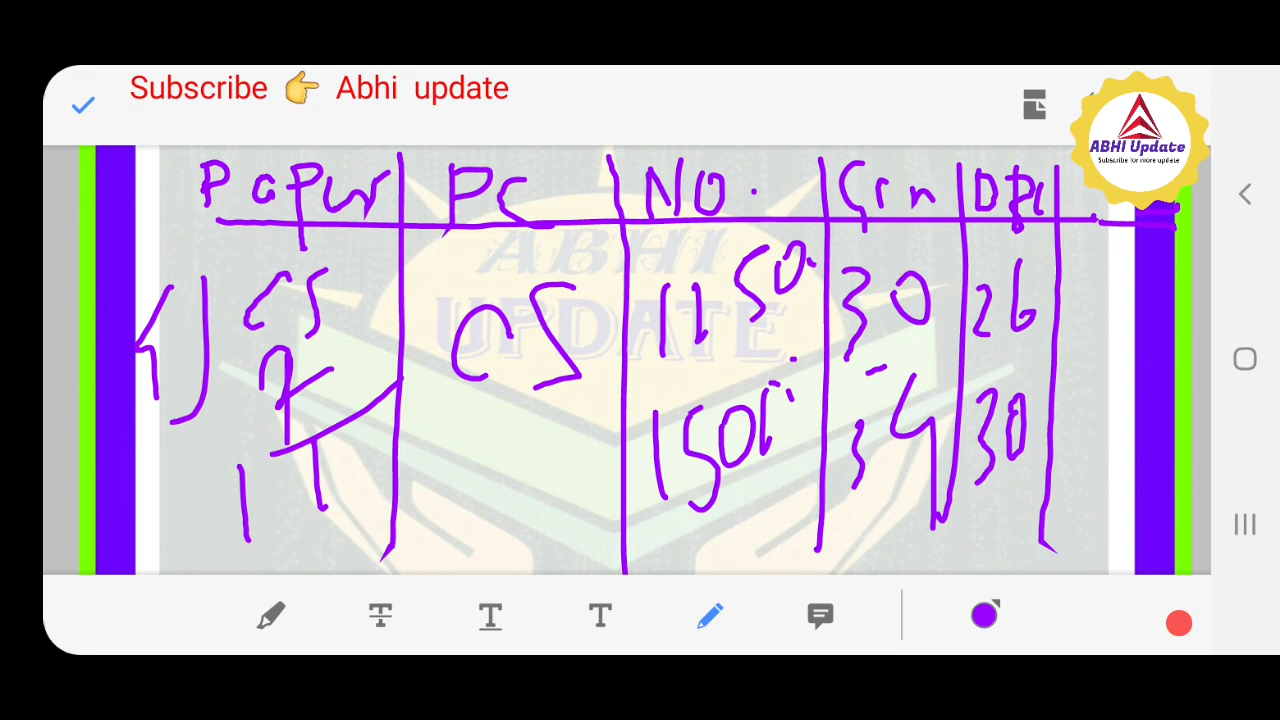 Subscribe 👉 Abhi update
ABHI Update
Subscribe for more update
Paper PC NO. Gen OBC
ABHI
UPDATE
CS CS 1150 30 26
1500 34 30